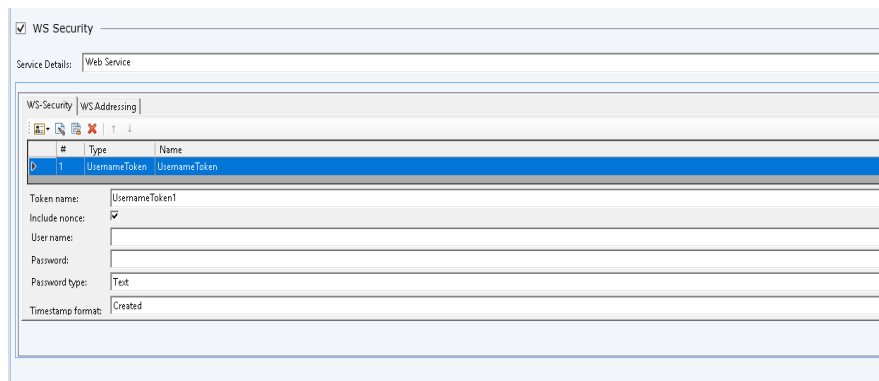 WS Security
Service Details: Web Service
WS-Security WS Addressing
# Type Name
1 UsernameToken UsernameToken
Token name: UsernameToken1
Include nonce:
User name:
Password:
Password type: Text
Timestamp format: Created